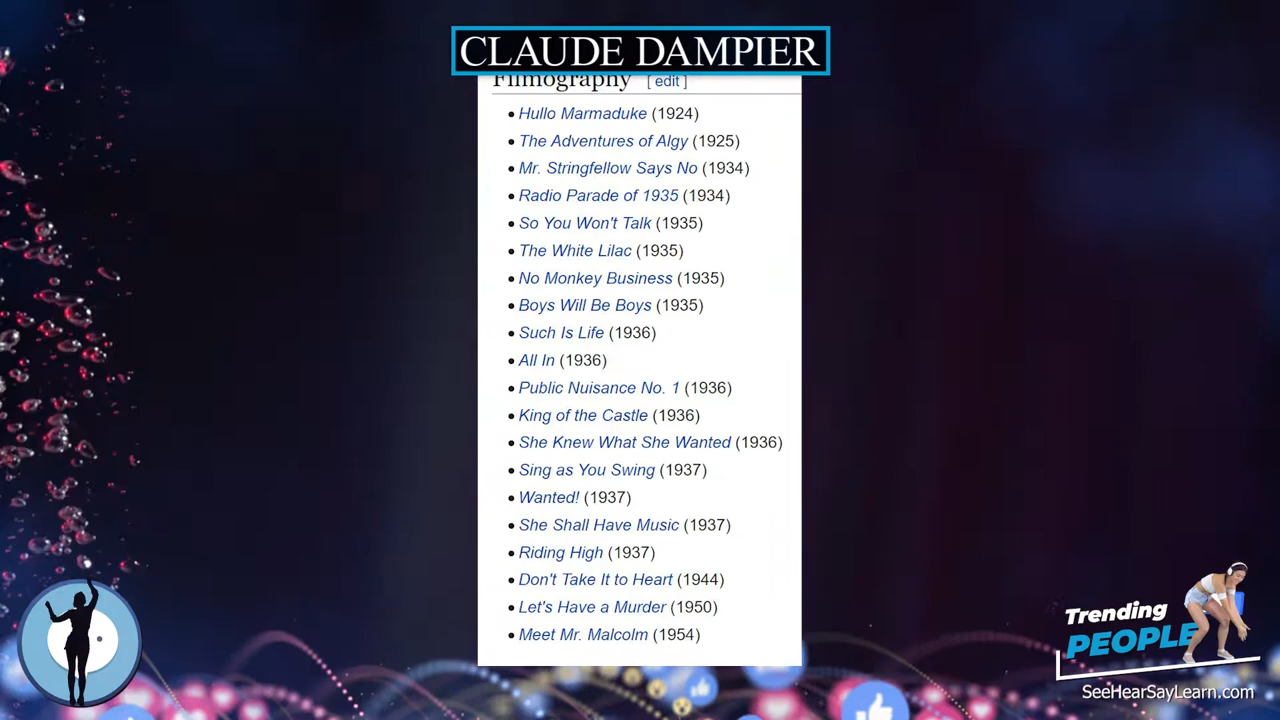 CLAUDE DAMPIER
Filmography [ edit ]
• Hullo Marmaduke (1924)
• The Adventures of Algy (1925)
• Mr. Stringfellow Says No (1934)
• Radio Parade of 1935 (1934)
• So You Won't Talk (1935)
• The White Lilac (1935)
• No Monkey Business (1935)
• Boys Will Be Boys (1935)
• Such Is Life (1936)
• All In (1936)
• Public Nuisance No. 1 (1936)
• King of the Castle (1936)
• She Knew What She Wanted (1936)
• Sing as You Swing (1937)
• Wanted! (1937)
• She Shall Have Music (1937)
• Riding High (1937)
• Don't Take It to Heart (1944)
• Let's Have a Murder (1950)
• Meet Mr. Malcolm (1954)
Trending
PEOPLE
SeeHearSayLearn.com